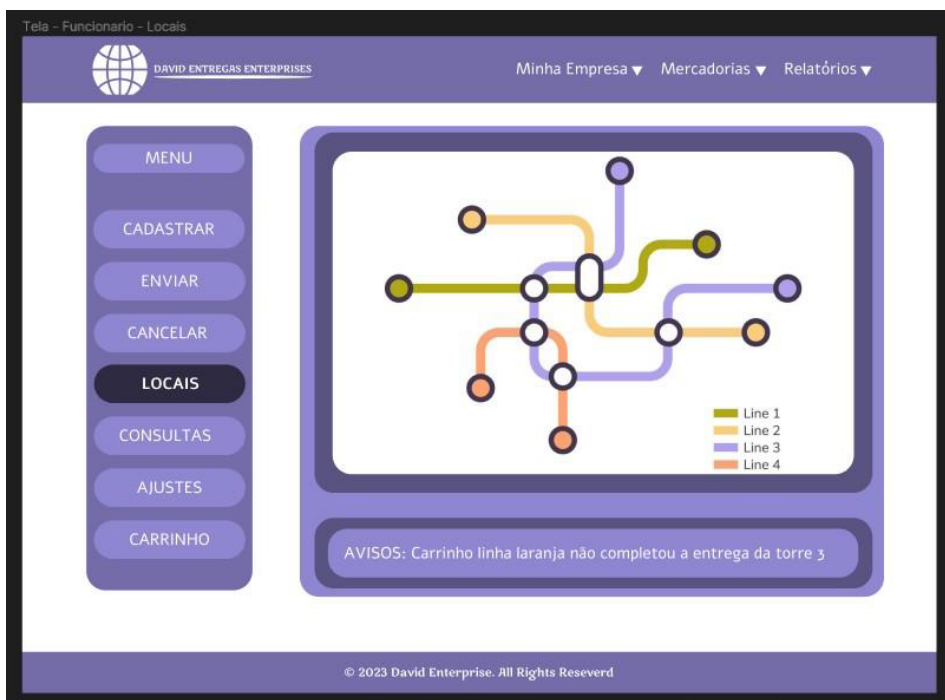 Tela - Funcionario - Locais
DAVID ENTREGAS ENTERPRISES
Minha Empresa ▼ Mercadorias ▼ Relatórios ▼
MENU
CADASTRAR
ENVIAR
CANCELAR
LOCAIS
CONSULTAS
AJUSTES
CARRINHO
Line 1
Line 2
Line 3
Line 4
AVISOS: Carrinho linha laranja não completou a entrega da torre 3
© 2023 David Enterprise. All Rights Reseverd